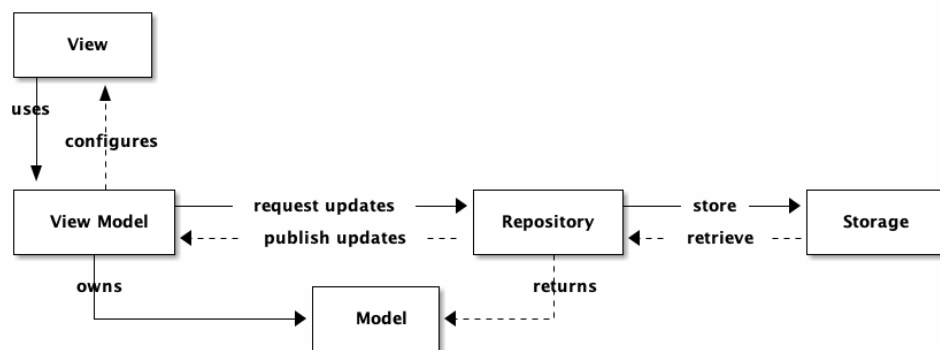 View
uses
configures
View Model
request updates
publish updates
Repository
store
retrieve
Storage
owns
returns
Model